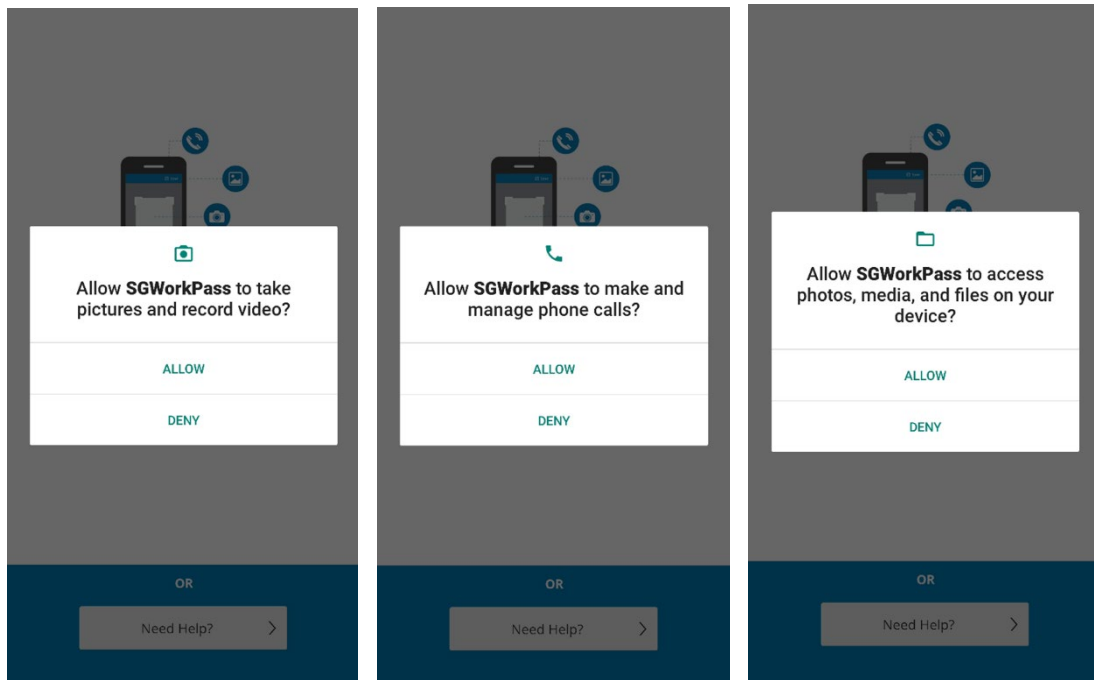 Allow SGWorkPass to take
pictures and record video?
ALLOW
DENY
OR
Need Help?
Allow SGWorkPass to make and
manage phone calls?
ALLOW
DENY
OR
Need Help?
Allow SGWorkPass to access
photos, media, and files on your
device?
ALLOW
DENY
OR
Need Help?